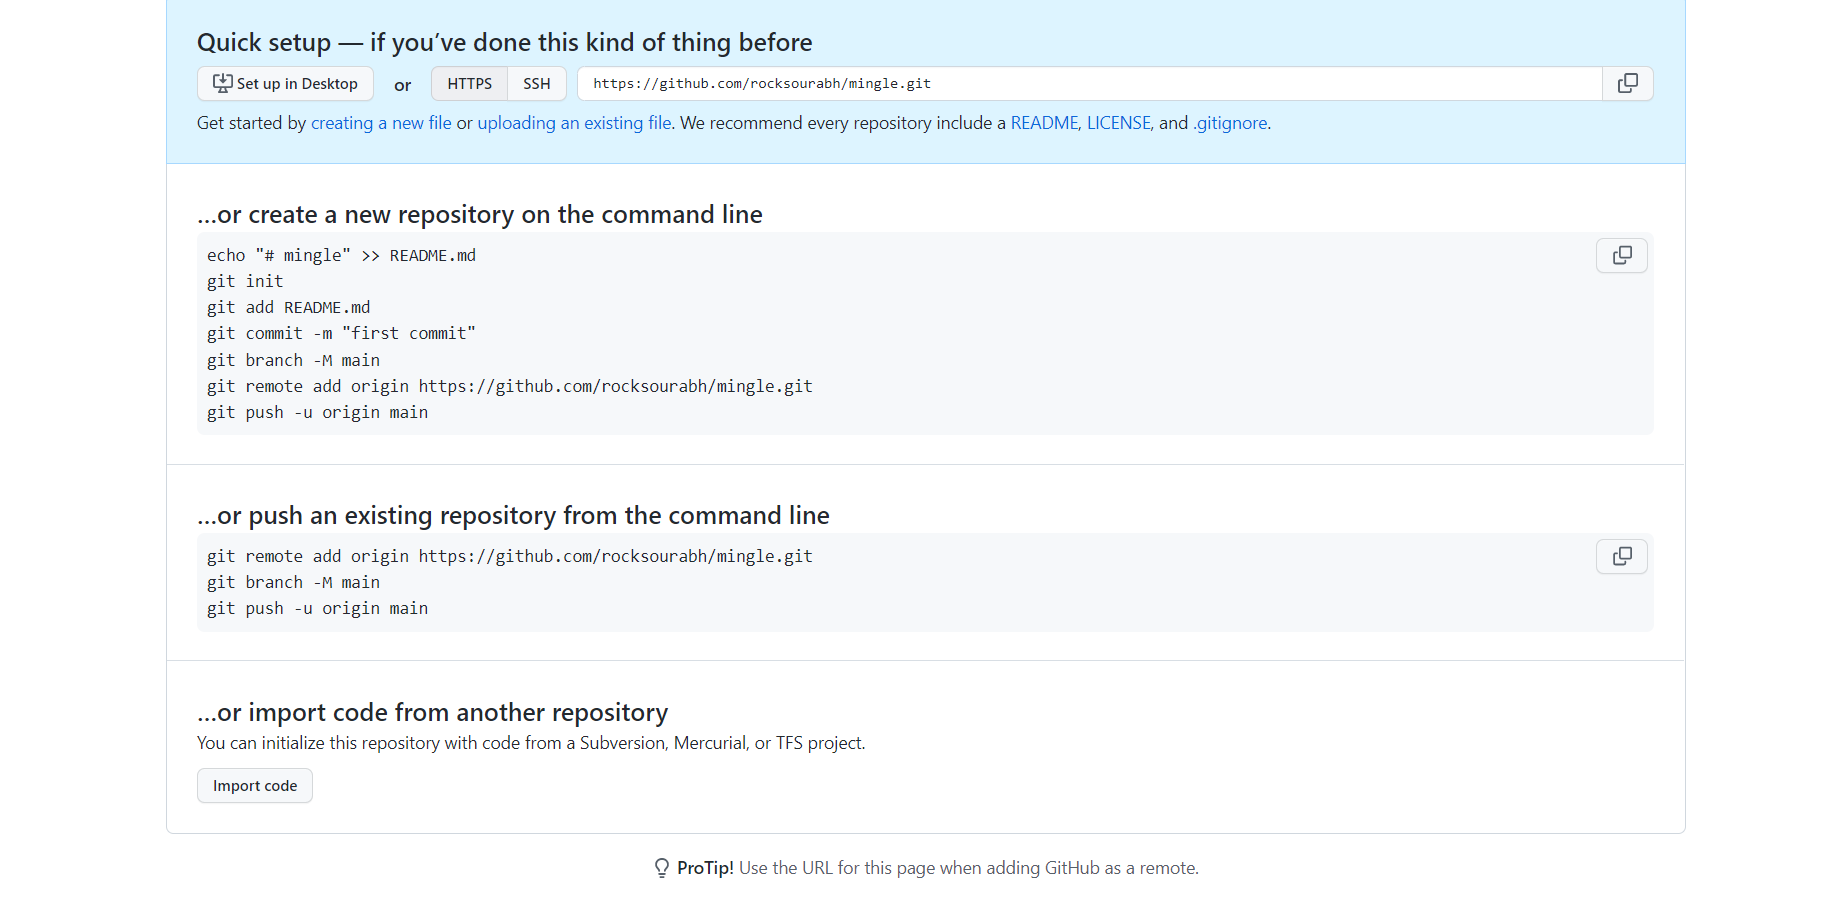 Quick setup — if you’ve done this kind of thing before
Set up in Desktop or HTTPS SSH https://github.com/rocksourabh/mingle.git
Get started by creating a new file or uploading an existing file. We recommend every repository include a README, LICENSE, and .gitignore.
…or create a new repository on the command line
echo "# mingle" >> README.md
git init
git add README.md
git commit -m "first commit"
git branch -M main
git remote add origin https://github.com/rocksourabh/mingle.git
git push -u origin main
…or push an existing repository from the command line
git remote add origin https://github.com/rocksourabh/mingle.git
git branch -M main
git push -u origin main
…or import code from another repository
You can initialize this repository with code from a Subversion, Mercurial, or TFS project.
Import code
ProTip! Use the URL for this page when adding GitHub as a remote.